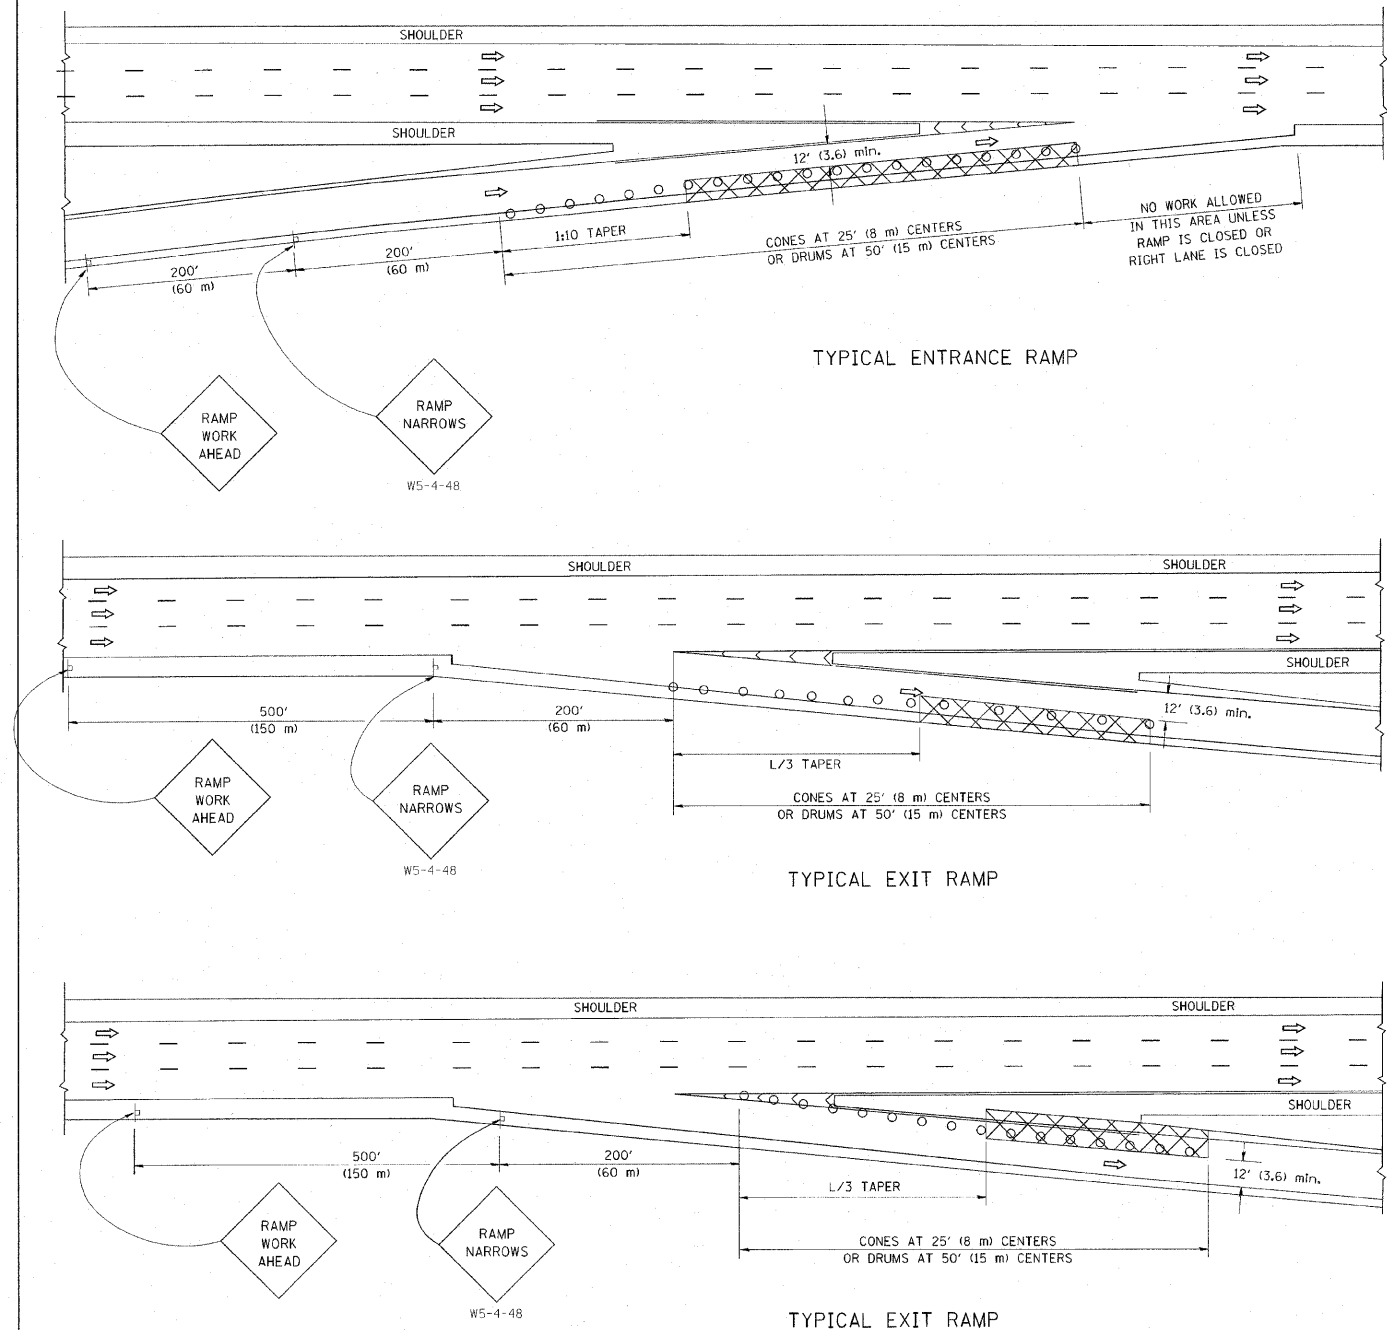 SHOULDER
SHOULDER
12' (3.6) min.
1:10 TAPER
CONES AT 25' (8 m) CENTERS
OR DRUMS AT 50' (15 m) CENTERS
NO WORK ALLOWED
IN THIS AREA UNLESS
RAMP IS CLOSED OR
RIGHT LANE IS CLOSED
200'
(60 m)
200'
(60 m)
TYPICAL ENTRANCE RAMP
RAMP
WORK
AHEAD
RAMP
NARROWS
W5-4-48
SHOULDER
SHOULDER
SHOULDER
12' (3.6) min.
500'
(150 m)
200'
(60 m)
L/3 TAPER
CONES AT 25' (8 m) CENTERS
OR DRUMS AT 50' (15 m) CENTERS
RAMP
WORK
AHEAD
RAMP
NARROWS
W5-4-48
TYPICAL EXIT RAMP
SHOULDER
SHOULDER
SHOULDER
500'
(150 m)
200'
(60 m)
12' (3.6) min.
L/3 TAPER
CONES AT 25' (8 m) CENTERS
OR DRUMS AT 50' (15 m) CENTERS
RAMP
WORK
AHEAD
RAMP
NARROWS
W5-4-48
TYPICAL EXIT RAMP